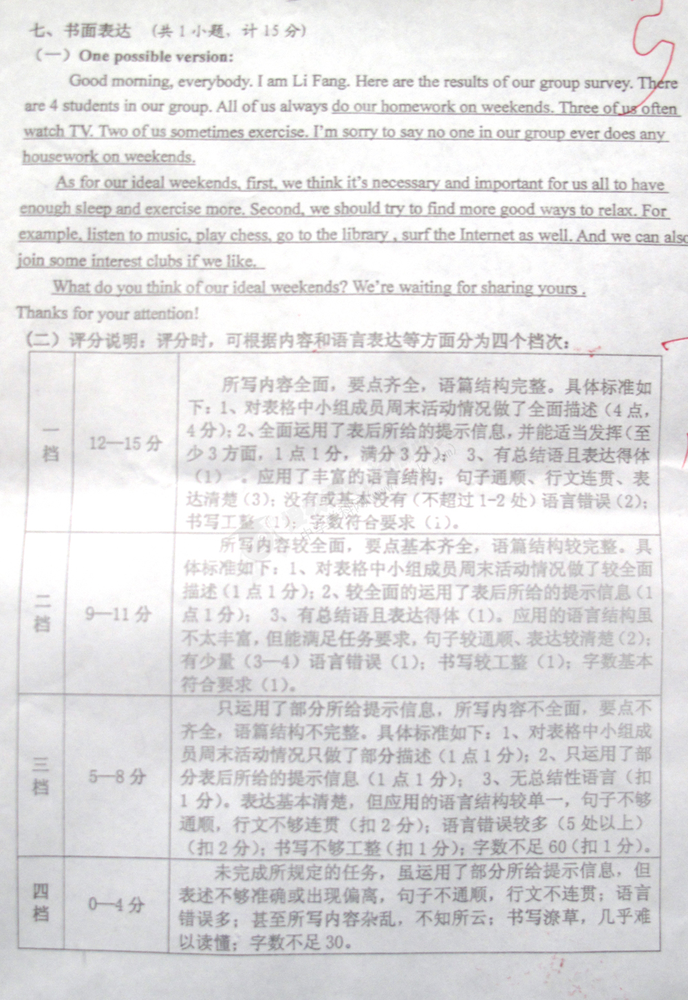 七、书面表达 （共 1 小题，计 15 分）
（一）One possible version:
Good morning, everybody. I am Li Fang. Here are the results of our group survey. There
are 4 students in our group. All of us always do our homework on weekends. Three of us often
watch TV. Two of us sometimes exercise. I'm sorry to say no one in our group ever does any
housework on weekends.
As for our ideal weekends, first, we think it's necessary and important for us all to have
enough sleep and exercise more. Second, we should try to find more good ways to relax. For
example, listen to music, play chess, go to the library , surf the Internet as well. And we can also
join some interest clubs if we like.
What do you think of our ideal weekends? We're waiting for sharing yours .
Thanks for your attention!
（二）评分说明：评分时，可根据内容和语言表达等方面分为四个档次：
一档
12—15 分
所写内容全面，要点齐全，语篇结构完整。具体标准如
下：1、对表格中小组成员周末活动情况做了全面描述（4 点，
4 分）；2、全面运用了表后所给的提示信息，并能适当发挥（至
少 3 方面，1 点 1 分，满分 3 分）； 3、有总结语且表达得体
（1） 。应用了丰富的语言结构；句子通顺、行文连贯、表
达清楚（3）；没有或基本没有（不超过 1-2 处）语言错误（2）；
书写工整（1）；字数符合要求（i）。
二档
9—11 分
所写内容较全面，要点基本齐全，语篇结构较完整。具
体标准如下：1、对表格中小组成员周末活动情况做了较全面
描述（1 点 1 分）；2、较全面的运用了表后所给的提示信息（1
点 1 分）； 3、有总结语且表达得体（1）。应用的语言结构虽
不太丰富，但能满足任务要求，句子较通顺、表达较清楚（2）；
有少量（3—4）语言错误（1）；书写较工整（1）；字数基本
符合要求（1）。
三档
5—8 分
只运用了部分所给提示信息，所写内容不全面，要点不
齐全，语篇结构不完整。具体标准如下：1、对表格中小组成
员周末活动情况只做了部分描述（1 点 1 分）；2、只运用了部
分表后所给的提示信息（1 点 1 分）； 3、无总结性语言（扣
1 分）。表达基本清楚，但应用的语言结构较单一，句子不够
通顺，行文不够连贯（扣 2 分）；语言错误较多（5 处以上）
（扣 2 分）；书写不够工整（扣 1 分）；字数不足 60（扣 1 分）。
四档
0—4 分
未完成所规定的任务，虽运用了部分所给提示信息，但
表述不够准确或出现偏离，句子不通顺，行文不连贯；语言
错误多；甚至所写内容杂乱，不知所云；书写潦草，几乎难
以读懂；字数不足 30。